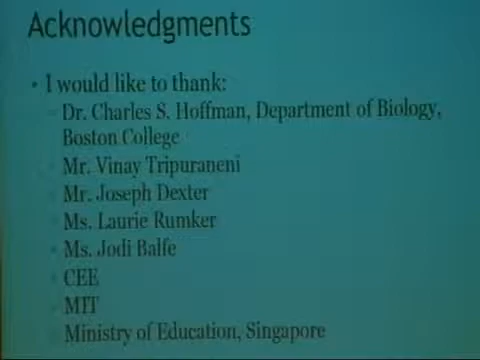 Acknowledgments
• I would like to thank:
Dr. Charles S. Hoffman, Department of Biology,
Boston College
Mr. Vinay Tripuraneni
Mr. Joseph Dexter
Ms. Laurie Rumker
Ms. Jodi Balfe
CEE
MIT
Ministry of Education, Singapore